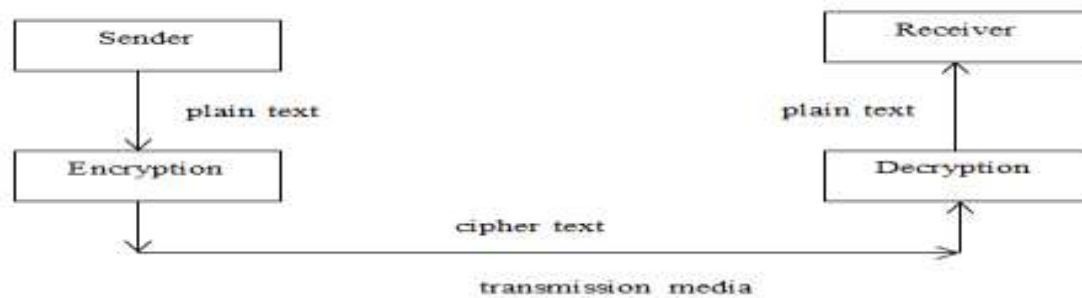 Sender
Receiver
plain text
plain text
Encryption
Decryption
cipher text
transmission media